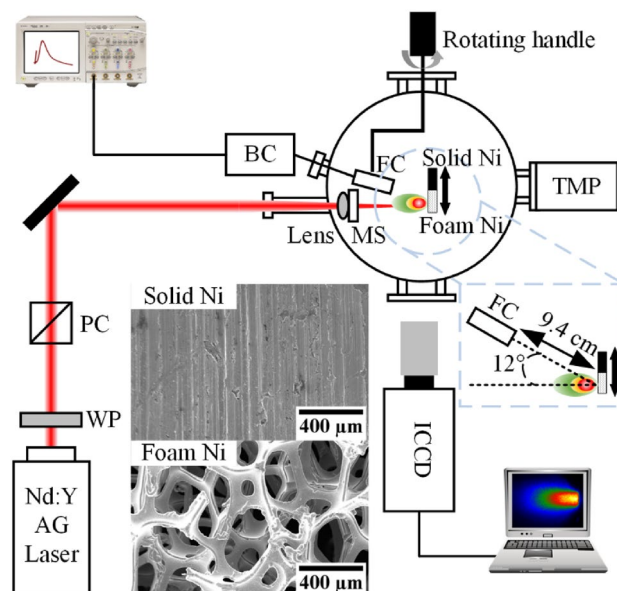 Rotating handle
BC
FC
Solid Ni
TMP
Foam Ni
Lens
MS
FC
9.4 cm
12°
PC
Solid Ni
400 µm
WP
Foam Ni
400 µm
ICCD
Nd:Y
AG
Laser